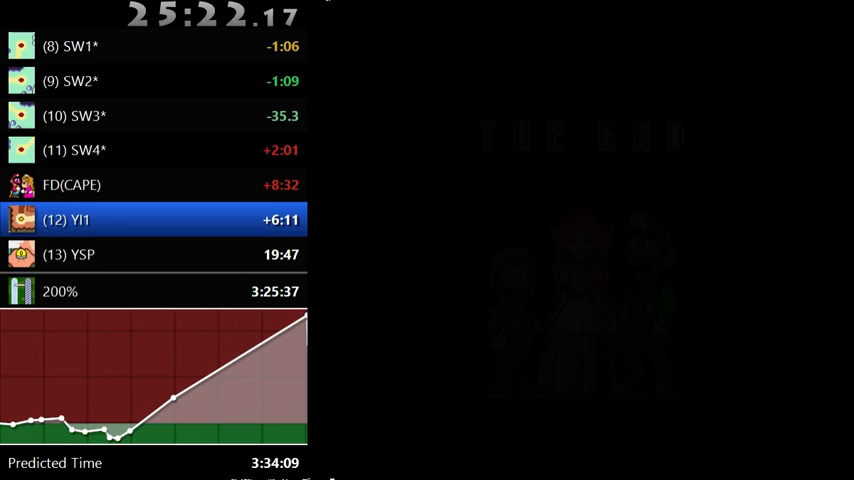 25:22.17
(8) SW1* -1:06
(9) SW2* -1:09
(10) SW3* -35.3
(11) SW4* +2:01
FD(CAPE) +8:32
(12) YI1 +6:11
(13) YSP 19:47
200% 3:25:37
Predicted Time 3:34:09
THE END